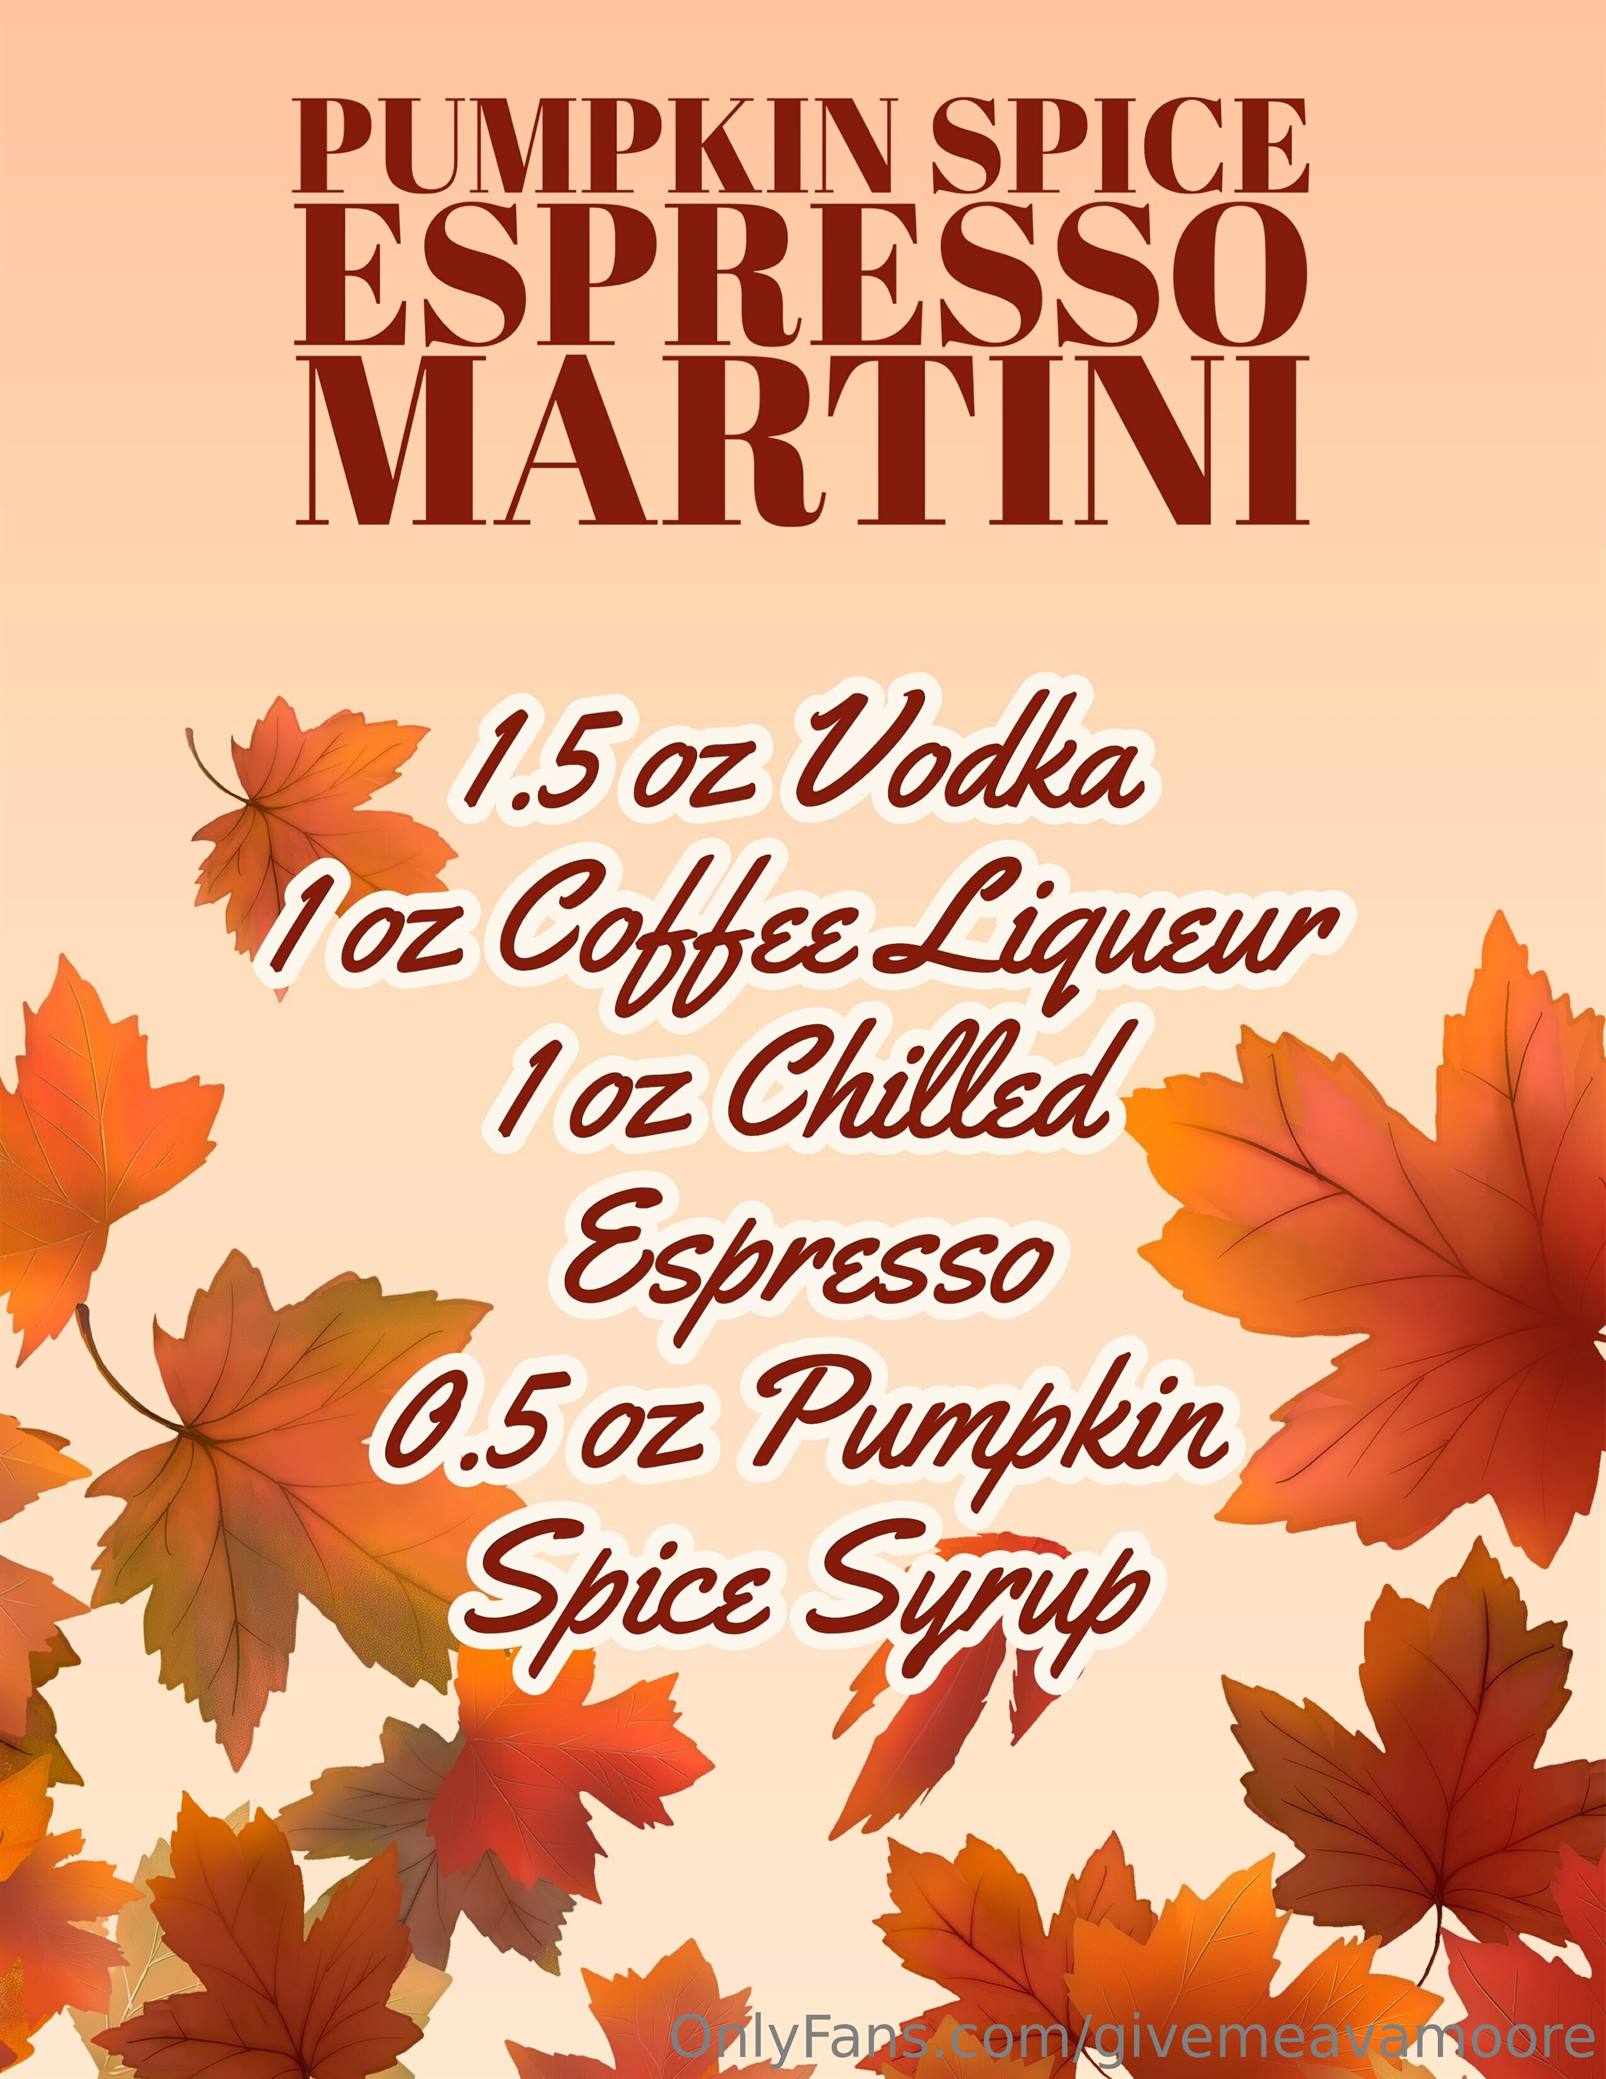 PUMPKIN SPICE
ESPRESSO
MARTINI
1.5 oz Vodka
1 oz Coffee Liqueur
1 oz Chilled
Espresso
0.5 oz Pumpkin
Spice Syrup
OnlyFans.com/givemeavamoore